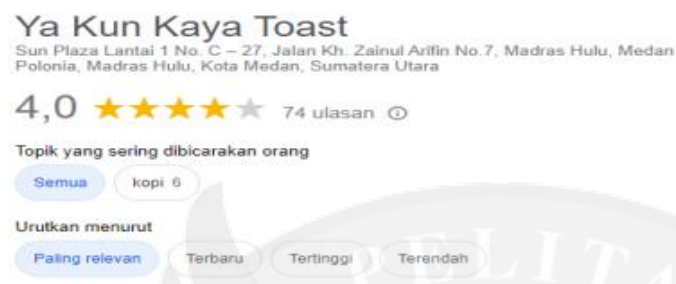 Ya Kun Kaya Toast
Sun Plaza Lantai 1 No. C – 27, Jalan Kh. Zainul Arifin No.7, Madras Hulu, Medan
Polonia, Madras Hulu, Kota Medan, Sumatera Utara
4,0 74 ulasan
Topik yang sering dibicarakan orang
Semua kopi 6
Urutkan menurut
Paling relevan Terbaru Tertinggi Terendah
PELITA